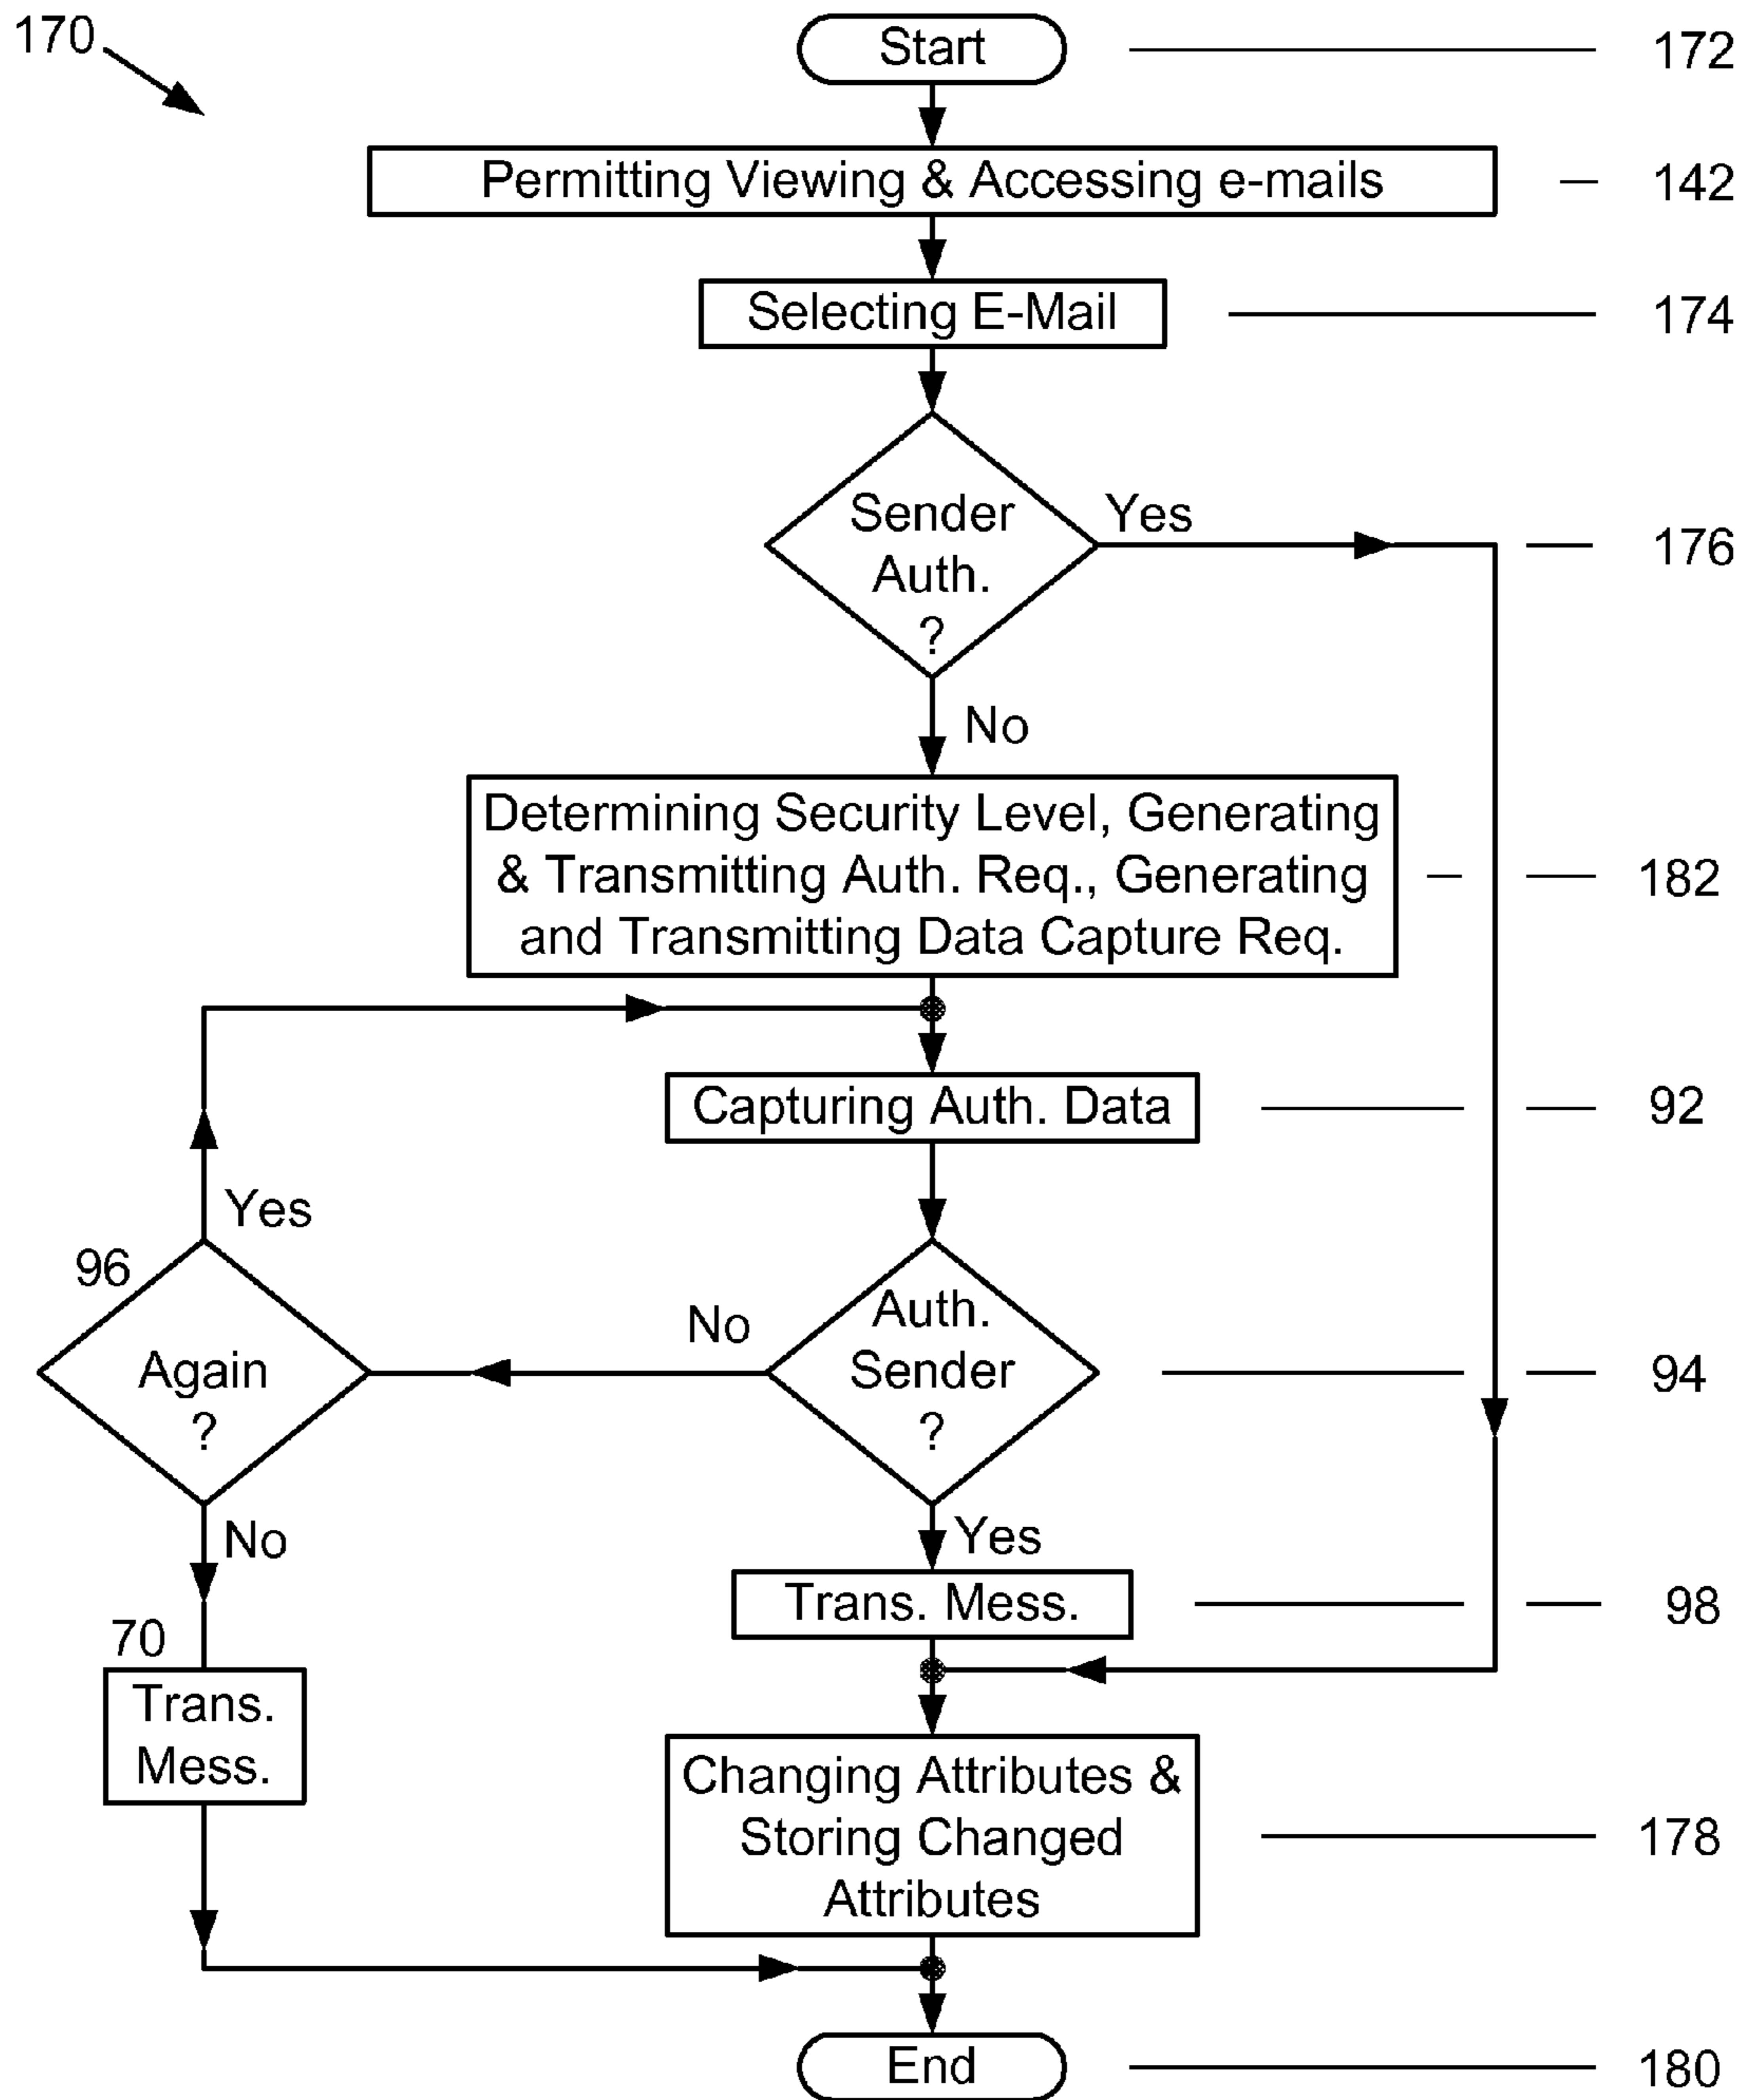 170
Start
172
Permitting Viewing & Accessing e-mails
142
Selecting E-Mail
174
Sender
Auth.
?
Yes
176
No
Determining Security Level, Generating
& Transmitting Auth. Req., Generating
and Transmitting Data Capture Req.
182
Capturing Auth. Data
92
Yes
96
Again
?
No
Auth.
Sender
?
94
No
Yes
Trans. Mess.
98
70
Trans.
Mess.
Changing Attributes &
Storing Changed
Attributes
178
End
180